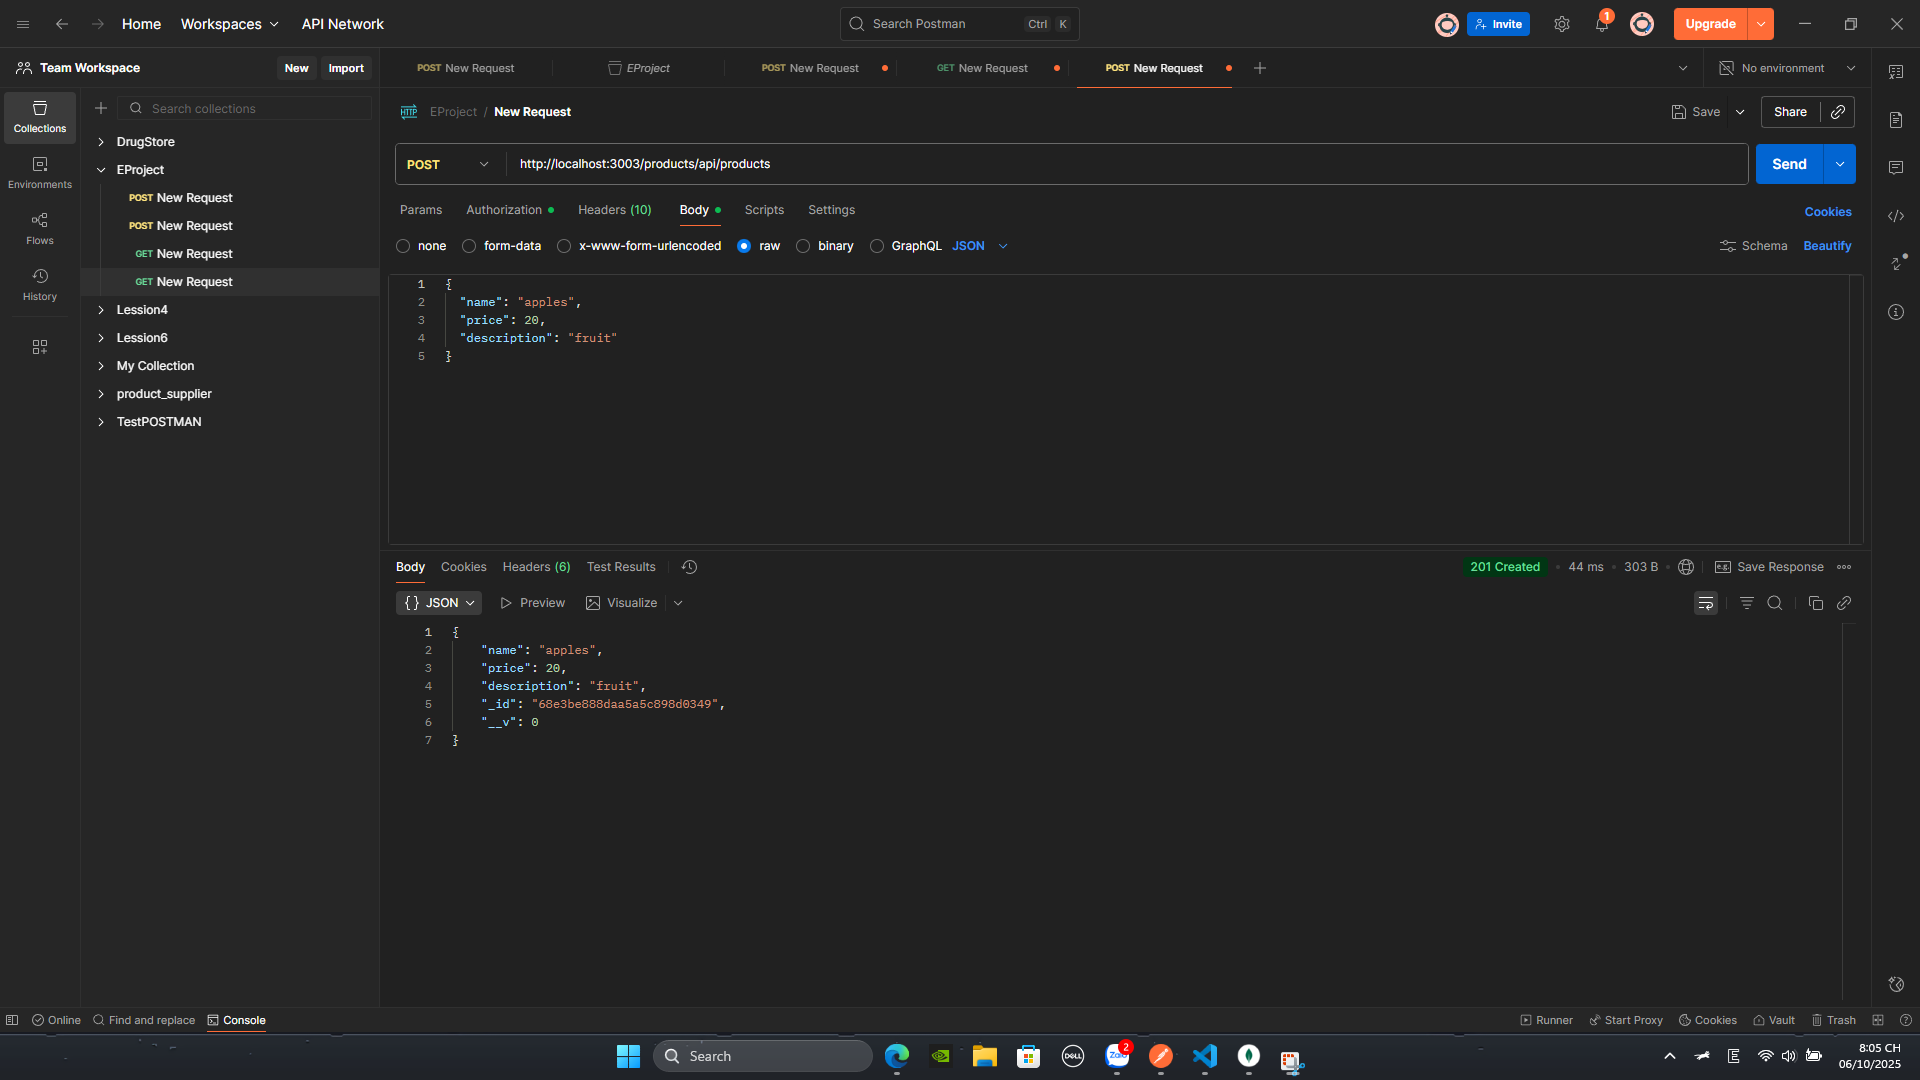 Home
Workspaces
API Network
Search Postman
Ctrl K
Invite
1
Upgrade
Team Workspace
New
Import
POST New Request
EProject
POST New Request
GET New Request
POST New Request
No environment
Collections
Environments
Flows
History
Search collections
DrugStore
EProject
POST New Request
POST New Request
GET New Request
GET New Request
Lession4
Lession6
My Collection
product_supplier
TestPOSTMAN
HTTP
EProject / New Request
Save
Share
POST
http://localhost:3003/products/api/products
Send
Params
Authorization
Headers (10)
Body
Scripts
Settings
Cookies
none
form-data
x-www-form-urlencoded
raw
binary
GraphQL
JSON
Schema
Beautify
1 {
2 "name": "apples",
3 "price": 20,
4 "description": "fruit"
5 }
Body
Cookies
Headers (6)
Test Results
201 Created
44 ms
303 B
e.g.
Save Response
{} JSON
Preview
Visualize
1 {
2 "name": "apples",
3 "price": 20,
4 "description": "fruit",
5 "_id": "68e3be888daa5a5c898d0349",
6 "__v": 0
7 }
Online
Find and replace
Console
Runner
Start Proxy
Cookies
Vault
Trash
Search
DELL
Zalo
2
E
8:05 CH
06/10/2025